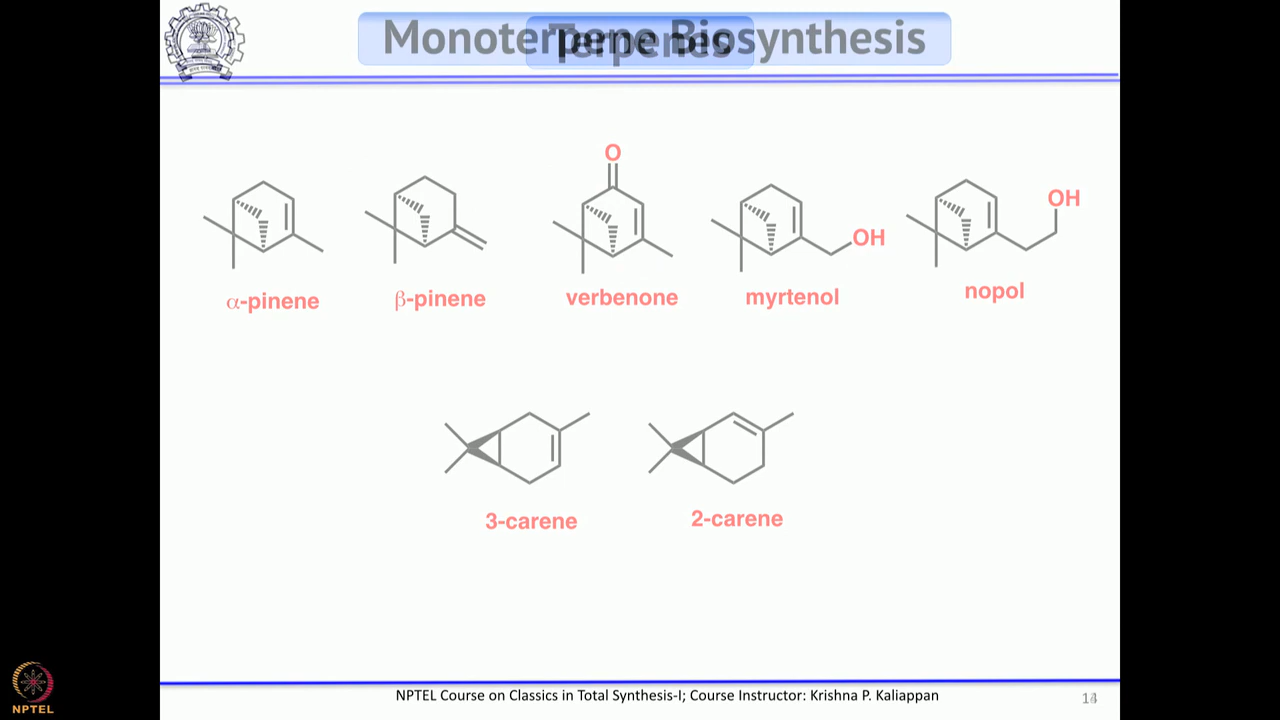 Monoterpene Biosynthesis
Terpenes
O
OH
OH
α-pinene
β-pinene
verbenone
myrtenol
nopol
3-carene
2-carene
NPTEL Course on Classics in Total Synthesis-I; Course Instructor: Krishna P. Kaliappan
NPTEL